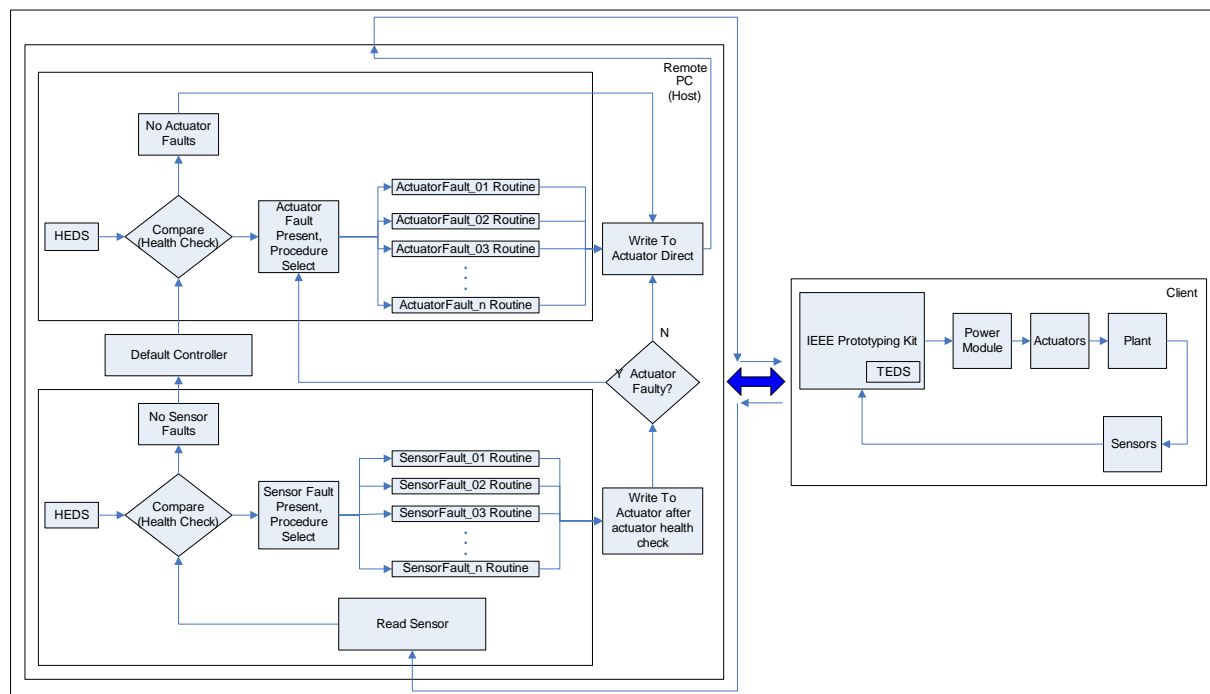 Remote
PC
(Host)
No Actuator
Faults
HEDS
Compare
(Health Check)
Actuator
Fault
Present,
Procedure
Select
ActuatorFault_01 Routine
ActuatorFault_02 Routine
ActuatorFault_03 Routine
. . . .
ActuatorFault_n Routine
Write To
Actuator Direct
Default Controller
N
Y
Actuator
Faulty?
No Sensor
Faults
HEDS
Compare
(Health Check)
Sensor Fault
Present,
Procedure
Select
SensorFault_01 Routine
SensorFault_02 Routine
SensorFault_03 Routine
. . . .
SensorFault_n Routine
Write To
Actuator after
actuator health
check
Read Sensor
Client
IEEE Prototyping Kit
TEDS
Power
Module
Actuators
Plant
Sensors